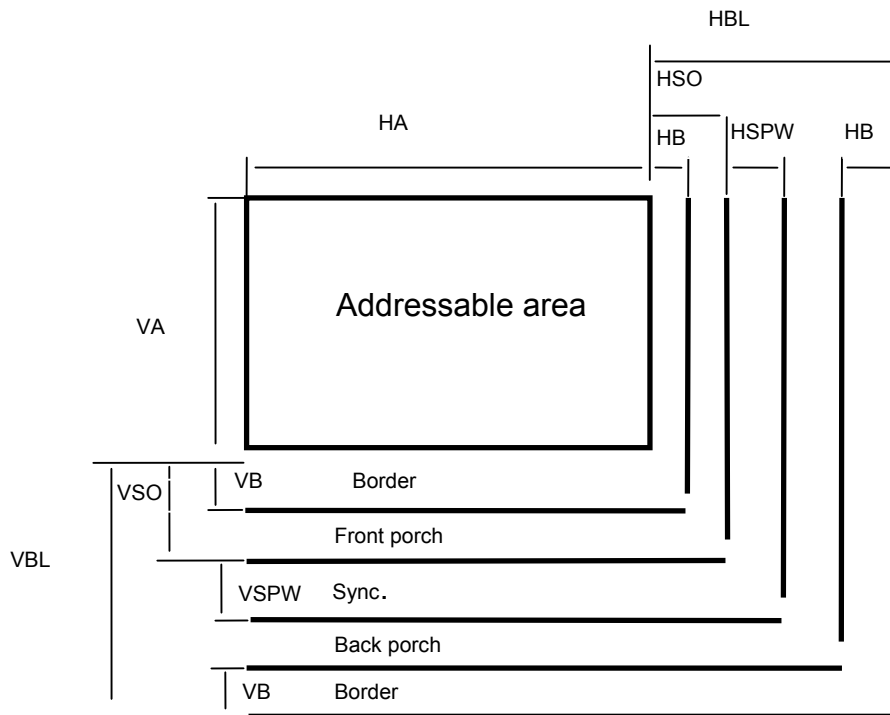 HBL
HSO
HA
HB HSPW HB
Addressable area
VA
VB Border
VSO
Front porch
VBL
VSPW Sync.
Back porch
VB Border